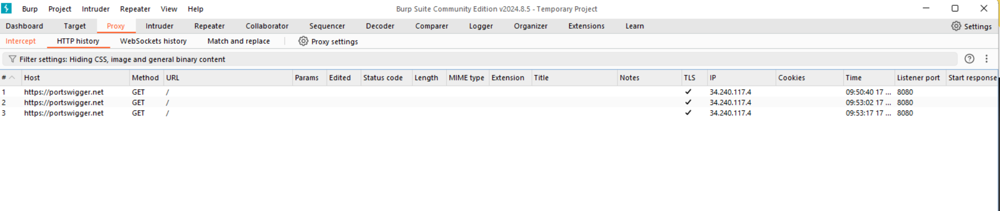 Burp Project Intruder Repeater View Help Burp Suite Community Edition v2024.8.5 - Temporary Project
Dashboard Target Proxy Intruder Repeater Collaborator Sequencer Decoder Comparer Logger Organizer Extensions Learn Settings
Intercept HTTP history WebSockets history Match and replace Proxy settings
Filter settings: Hiding CSS, image and general binary content
# Host Method URL Params Edited Status code Length MIME type Extension Title Notes TLS IP Cookies Time Listener port Start response
1 https://portswigger.net GET / ✓ 34.240.117.4 09:50:40 17 ... 8080
2 https://portswigger.net GET / ✓ 34.240.117.4 09:53:02 17 ... 8080
3 https://portswigger.net GET / ✓ 34.240.117.4 09:53:17 17 ... 8080